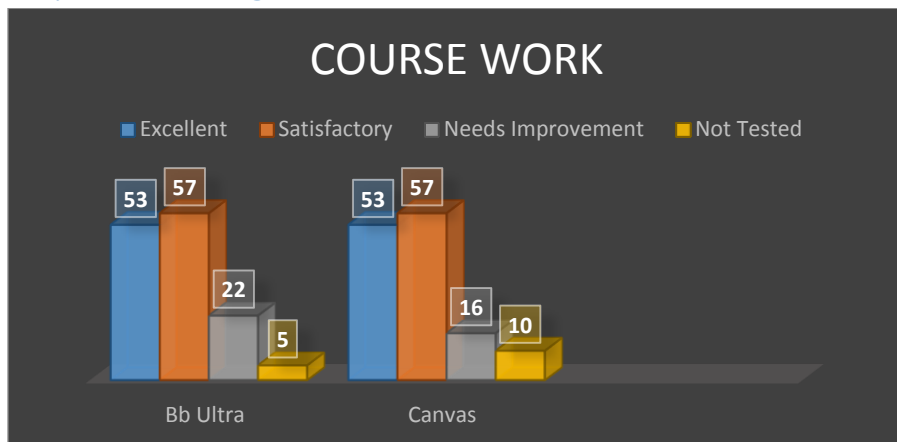 COURSE WORK
Excellent Satisfactory Needs Improvement Not Tested
53 57 22 5 53 57 16 10
Bb Ultra Canvas